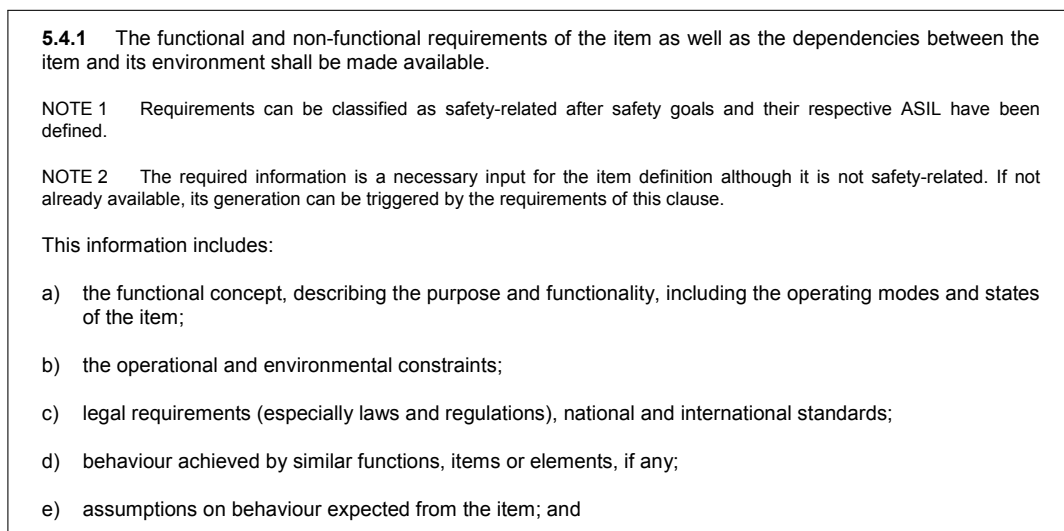 5.4.1 The functional and non-functional requirements of the item as well as the dependencies between the
item and its environment shall be made available.
NOTE 1 Requirements can be classified as safety-related after safety goals and their respective ASIL have been
defined.
NOTE 2 The required information is a necessary input for the item definition although it is not safety-related. If not
already available, its generation can be triggered by the requirements of this clause.
This information includes:
a) the functional concept, describing the purpose and functionality, including the operating modes and states
of the item;
b) the operational and environmental constraints;
c) legal requirements (especially laws and regulations), national and international standards;
d) behaviour achieved by similar functions, items or elements, if any;
e) assumptions on behaviour expected from the item; and